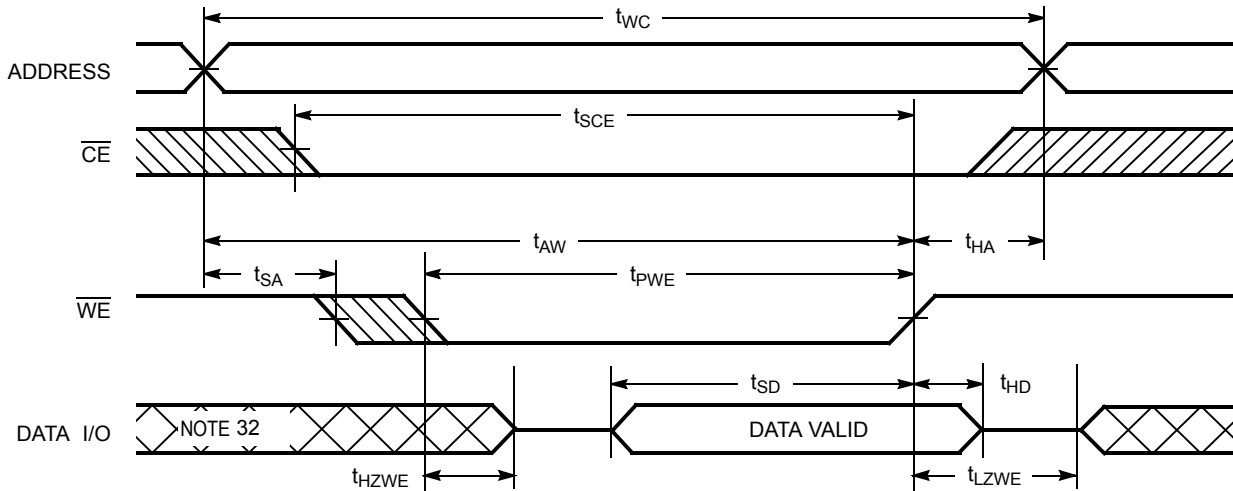 tWC
ADDRESS
tSCE
CE
tAW
tHA
tSA
tPWE
WE
tSD
tHD
DATA I/O
NOTE 32
DATA VALID
tHZWE
tLZWE